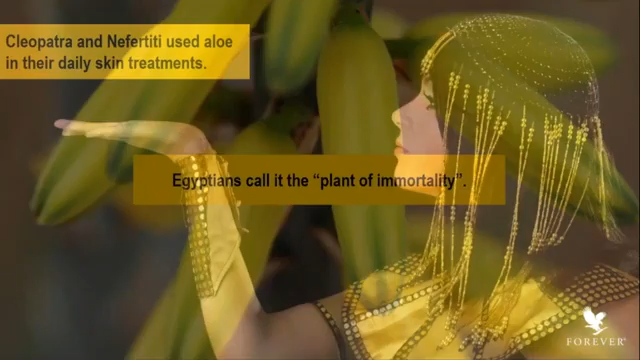 Cleopatra and Nefertiti used aloe
in their daily skin treatments.
Egyptians call it the “plant of immortality”.
FOREVER